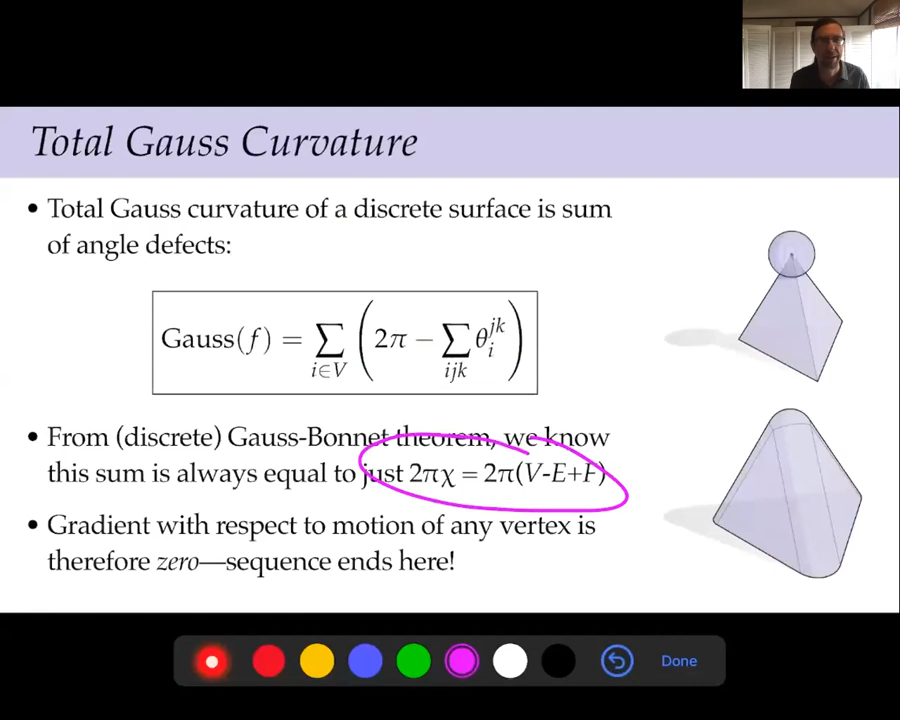 Total Gauss Curvature
• Total Gauss curvature of a discrete surface is sum
of angle defects:
Gauss(f) = ∑_{i∈V} (2π − ∑_{ijk} θ_i^{jk})
• From (discrete) Gauss-Bonnet theorem, we know
this sum is always equal to just 2πχ = 2π(V-E+F)
• Gradient with respect to motion of any vertex is
therefore zero—sequence ends here!
Done